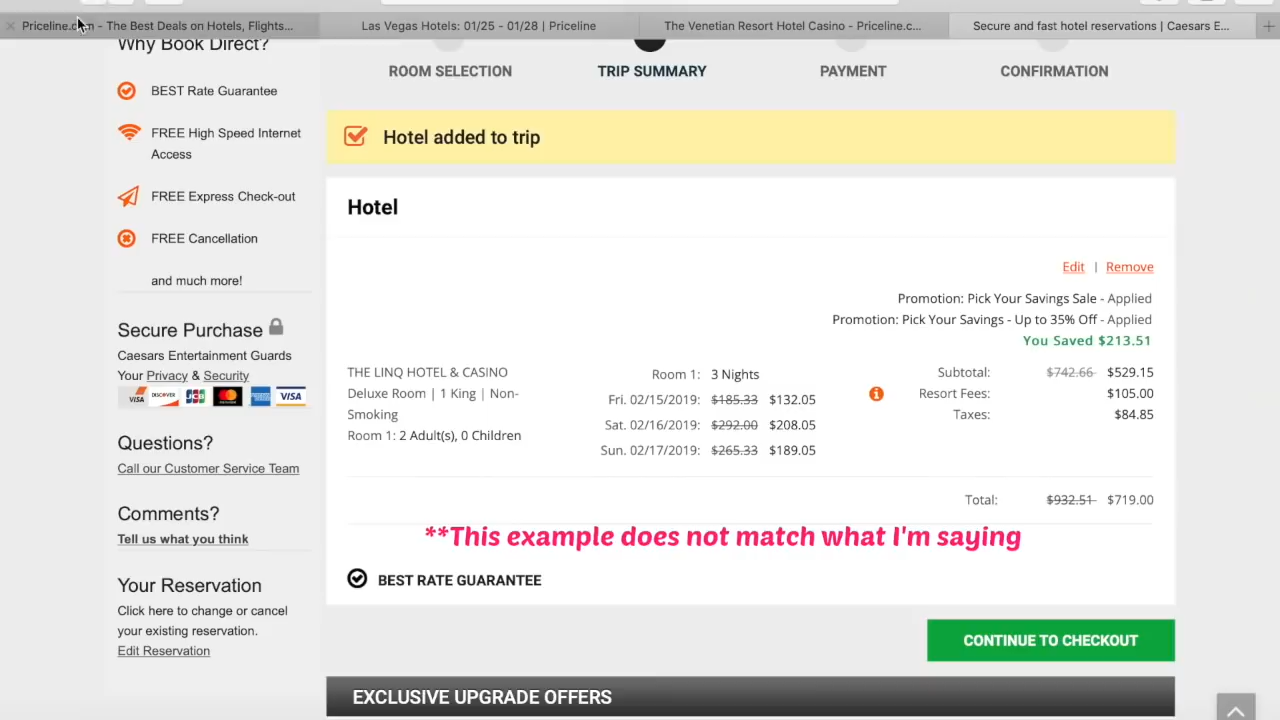 Priceline.com - The Best Deals on Hotels, Flights...
Las Vegas Hotels: 01/25 - 01/28 | Priceline
The Venetian Resort Hotel Casino - Priceline.c...
Secure and fast hotel reservations | Caesars E...
Why Book Direct?
BEST Rate Guarantee
FREE High Speed Internet
Access
FREE Express Check-out
FREE Cancellation
and much more!
Secure Purchase
Caesars Entertainment Guards
Your Privacy & Security
VISA DISCOVER JCB MasterCard VISA
Questions?
Call our Customer Service Team
Comments?
Tell us what you think
Your Reservation
Click here to change or cancel
your existing reservation.
Edit Reservation
ROOM SELECTION
TRIP SUMMARY
PAYMENT
CONFIRMATION
Hotel added to trip
Hotel
Edit | Remove
Promotion: Pick Your Savings Sale - Applied
Promotion: Pick Your Savings - Up to 35% Off - Applied
You Saved $213.51
THE LINQ HOTEL & CASINO
Deluxe Room | 1 King | Non-
Smoking
Room 1: 2 Adult(s), 0 Children
Room 1: 3 Nights
Fri. 02/15/2019: $185.33 $132.05
Sat. 02/16/2019: $292.00 $208.05
Sun. 02/17/2019: $265.33 $189.05
Subtotal: $742.66 $529.15
Resort Fees: $105.00
Taxes: $84.85
Total: $932.51 $719.00
**This example does not match what I'm saying
BEST RATE GUARANTEE
CONTINUE TO CHECKOUT
EXCLUSIVE UPGRADE OFFERS